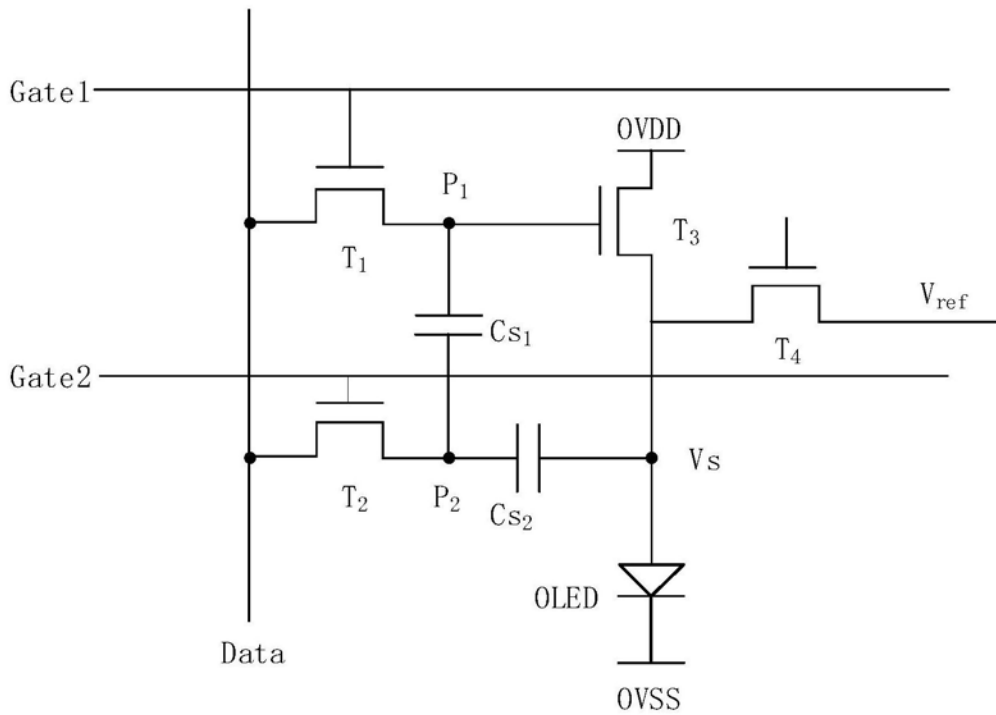 Gate1
OVDD
P1
T3
T1
Vref
Cs1
T4
Gate2
Vs
T2
P2
Cs2
OLED
Data
OVSS